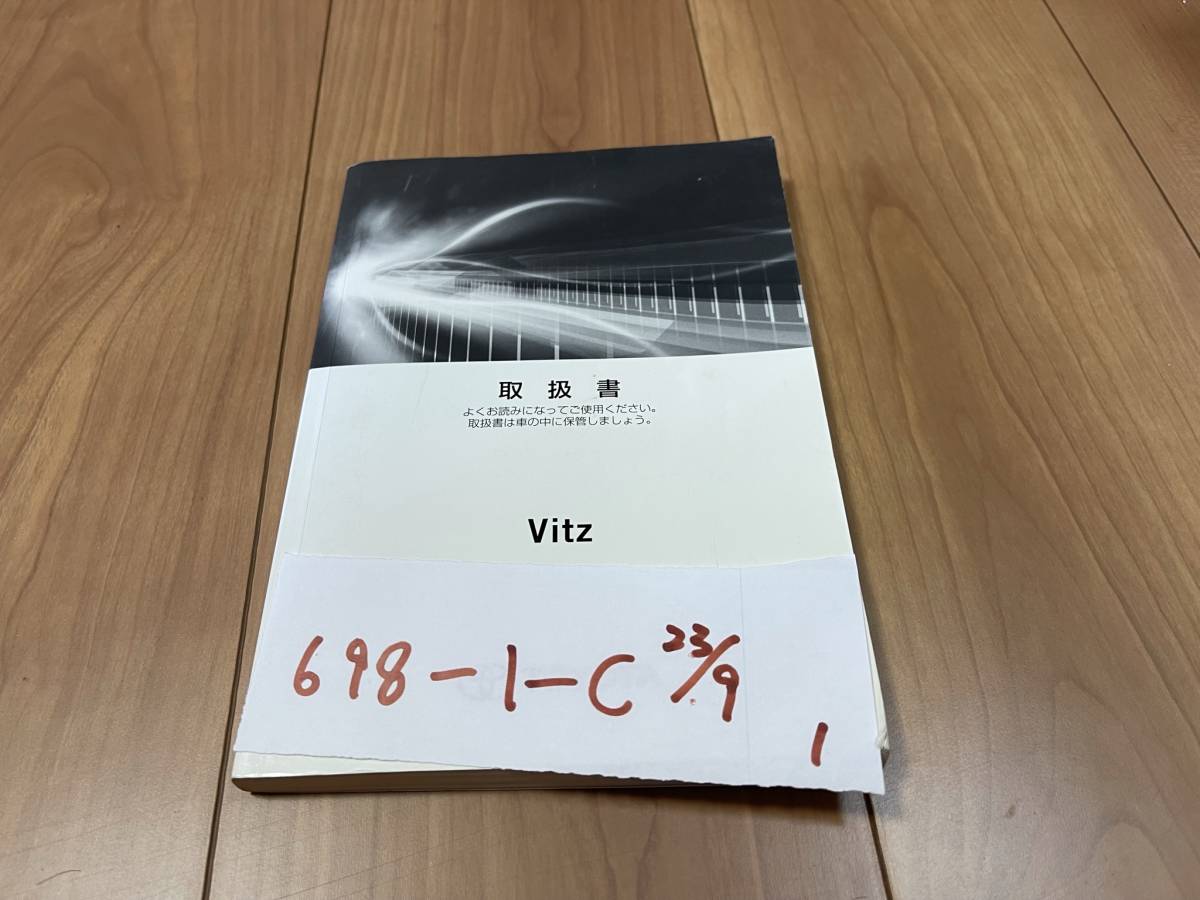 取扱書
よくお読みになってご使用ください。
取扱書は車の中に保管しましょう。
Vitz
698-1-C 23/9
1